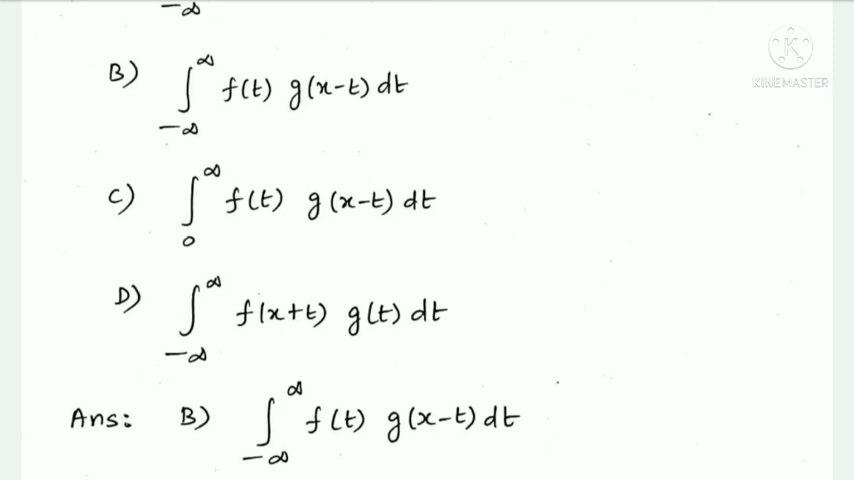 -∞
KINEMASTER
B) ∫_{-∞}^{∞} f(t) g(x-t) dt
C) ∫_{0}^{∞} f(t) g(x-t) dt
D) ∫_{-∞}^{∞} f(x+t) g(t) dt
Ans: B) ∫_{-∞}^{∞} f(t) g(x-t) dt